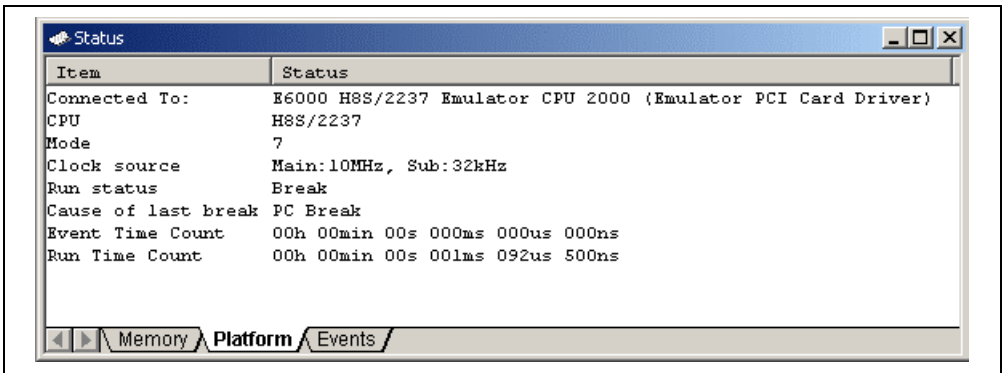 Status
Item Status
Connected To: E6000 H8S/2237 Emulator CPU 2000 (Emulator PCI Card Driver)
CPU H8S/2237
Mode 7
Clock source Main:10MHz, Sub:32kHz
Run status Break
Cause of last break PC Break
Event Time Count 00h 00min 00s 000ms 000us 000ns
Run Time Count 00h 00min 00s 001ms 092us 500ns
Memory Platform Events